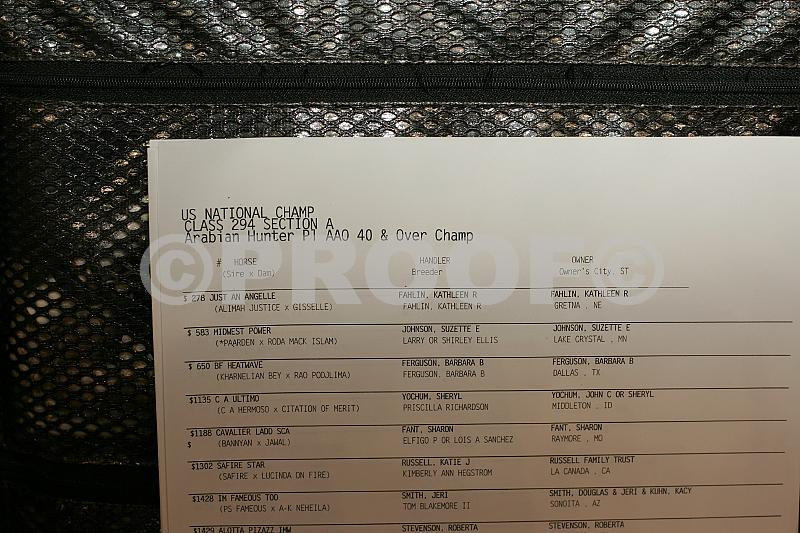 US NATIONAL CHAMP
CLASS 294 SECTION A
Arabian Hunter Pl AAO 40 & Over Champ
# HORSE HANDLER OWNER
(Sire x Dam) Breeder Owner's City, ST
©PROOF©
$ 278 JUST AN ANGELLE FAHLIN, KATHLEEN R FAHLIN, KATHLEEN R
(ALIMAH JUSTICE x GISSELLE) FAHLIN, KATHLEEN R GRETNA , NE
$ 583 MIDWEST POWER JOHNSON, SUZETTE E JOHNSON, SUZETTE E
(*PAARDEN x RODA MACK ISLAM) LARRY OR SHIRLEY ELLIS LAKE CRYSTAL , MN
$ 650 BF HEATWAVE FERGUSON, BARBARA B FERGUSON, BARBARA B
(KHARNELIAN BEY x RAO PODJLIMA) FERGUSON, BARBARA B DALLAS , TX
$1135 C A ULTIMO YOCHUM, SHERYL YOCHUM, JOHN C OR SHERYL
(C A HERMOSO x CITATION OF MERIT) PRISCILLA RICHARDSON MIDDLETON , ID
$1188 CAVALIER LADD SCA FANT, SHARON FANT, SHARON
$ (BANNYAN x JAWAL) ELFIGO P OR LOIS A SANCHEZ RAYMORE , MO
$1302 SAFIRE STAR RUSSELL, KATIE J RUSSELL FAMILY TRUST
(SAFIRE x LUCINDA ON FIRE) KIMBERLY ANN HEGSTROM LA CANADA , CA
$1428 IM FAMEOUS TOO SMITH, JERI SMITH, DOUGLAS & JERI & KUHN, KACY
(PS FAMEOUS x A-K NEHEILA) TOM BLAKEMORE II SONOITA , AZ
$1429 ALOTTA PIZAZZ IMW STEVENSON, ROBERTA STEVENSON, ROBERTA